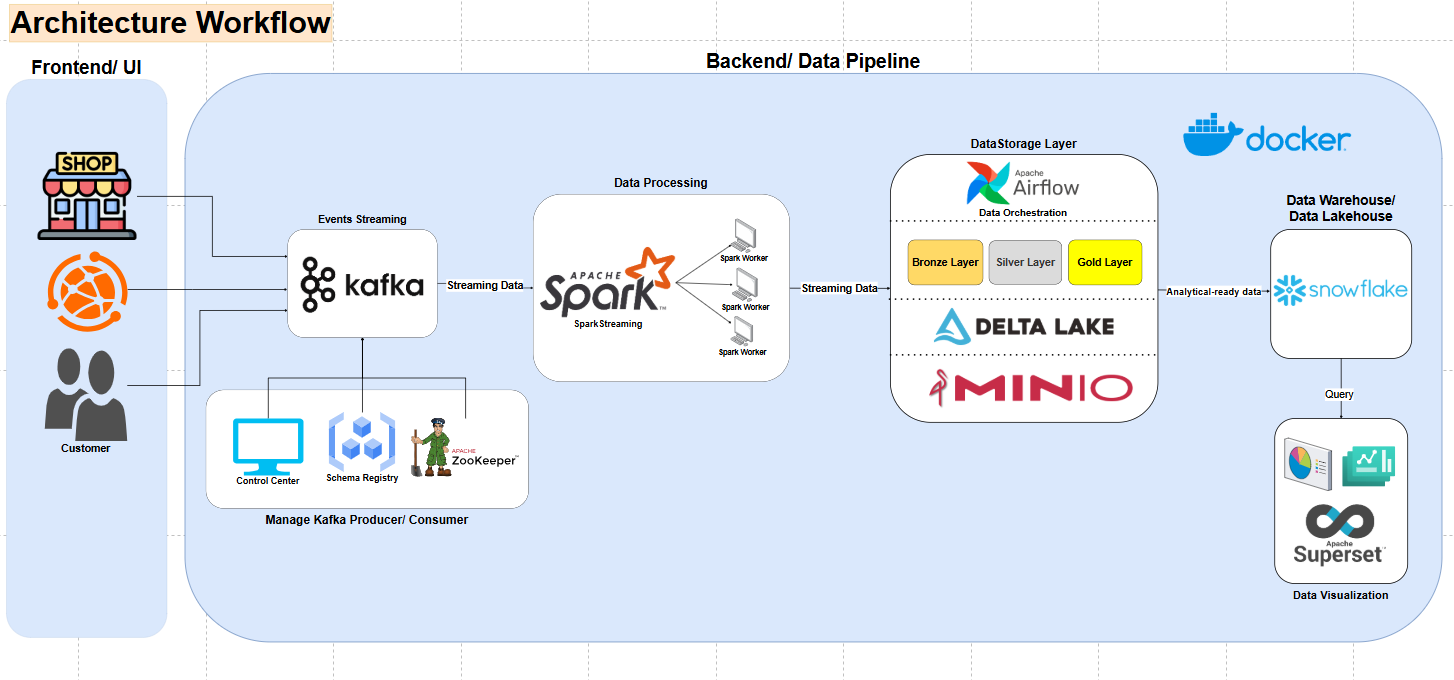 Architecture Workflow
Frontend/ UI
Backend/ Data Pipeline
SHOP
Customer
Events Streaming
kafka
Control Center
Schema Registry
APACHE
ZooKeeper
Manage Kafka Producer/ Consumer
Streaming Data
Data Processing
APACHE
Spark
Spark Streaming
Spark Worker
Spark Worker
Spark Worker
Streaming Data
DataStorage Layer
Apache
Airflow
Data Orchestration
Bronze Layer
Silver Layer
Gold Layer
DELTA LAKE
MINIO
Analytical-ready data
docker
Data Warehouse/
Data Lakehouse
snowflake
Query
Apache
Superset
Data Visualization